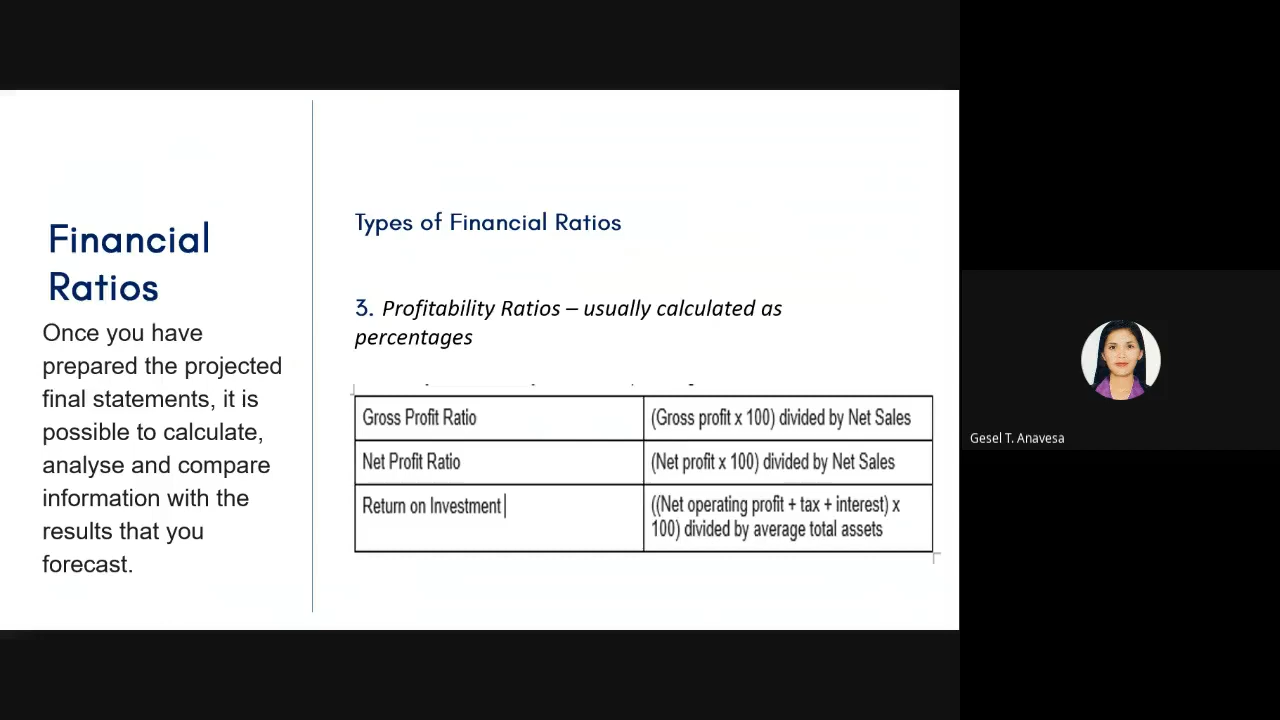 Financial
Ratios
Once you have
prepared the projected
final statements, it is
possible to calculate,
analyse and compare
information with the
results that you
forecast.
Types of Financial Ratios
3. Profitability Ratios – usually calculated as
percentages
Gross Profit Ratio
(Gross profit x 100) divided by Net Sales
Net Profit Ratio
(Net profit x 100) divided by Net Sales
Return on Investment
((Net operating profit + tax + interest) x
100) divided by average total assets
Gesel T. Anavesa